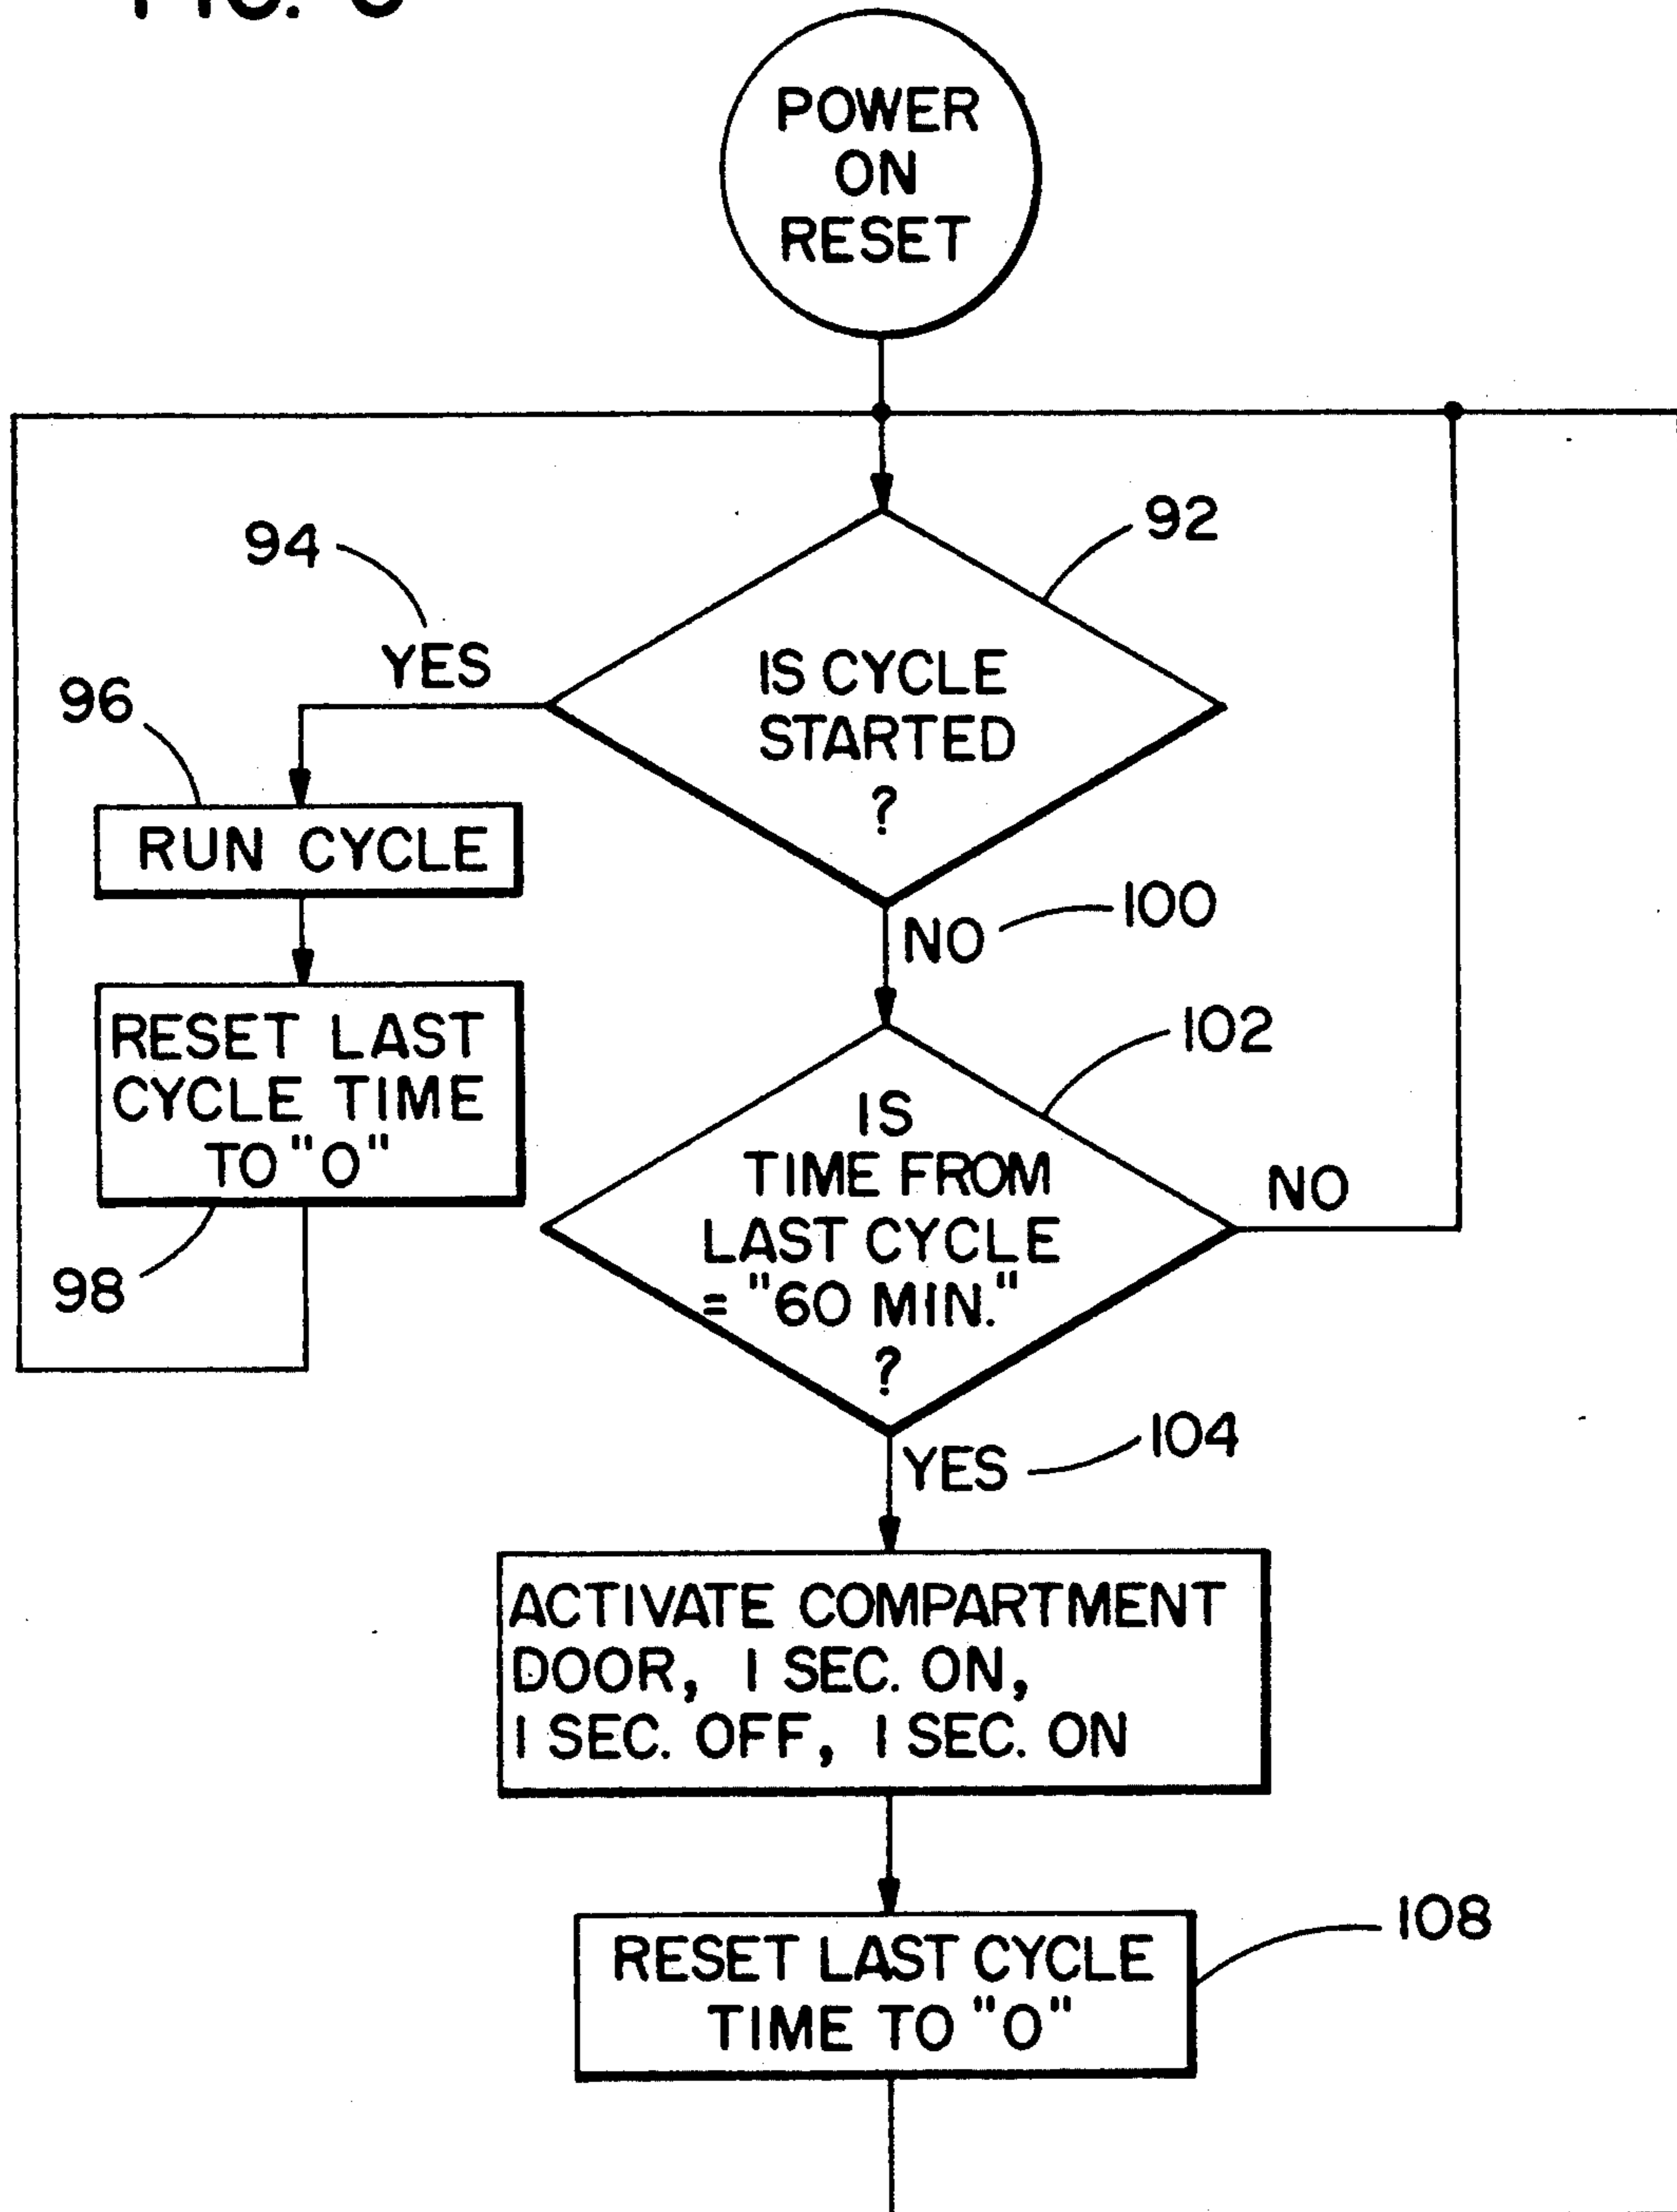 POWER
ON
RESET
92
94
YES
IS CYCLE
STARTED
?
96
RUN CYCLE
NO
100
RESET LAST
CYCLE TIME
TO "O"
98
102
IS
TIME FROM
LAST CYCLE
= "60 MIN."
?
NO
YES
104
ACTIVATE COMPARTMENT
DOOR, 1 SEC. ON,
1 SEC. OFF, 1 SEC. ON
108
RESET LAST CYCLE
TIME TO "O"